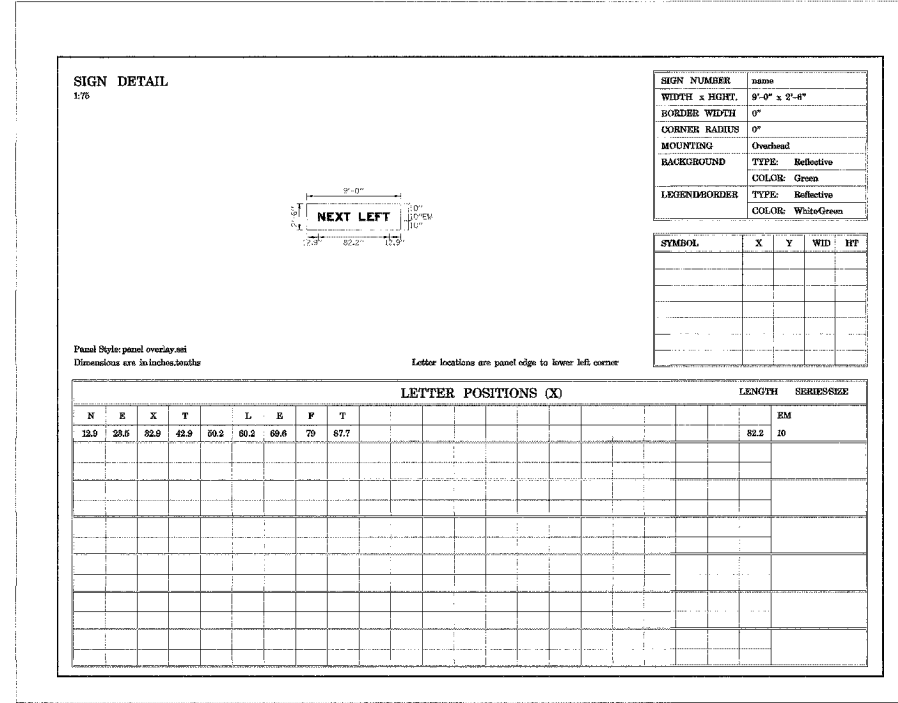 SIGN DETAIL
1:75
SIGN NUMBER name
WIDTH x HGHT. 9'-0" x 2'-6"
BORDER WIDTH 0"
CORNER RADIUS 0"
MOUNTING Overhead
BACKGROUND TYPE: Reflective
COLOR: Green
LEGEND/BORDER TYPE: Reflective
COLOR: White/Green
9'-0"
2'-6"
NEXT LEFT
10"
10"EM
10"
12.9" 82.2" 12.9"
SYMBOL X Y WID HT
Panel Style: panel overlay.ssi
Dimensions are in inches.tenths
Letter locations are panel edge to lower left corner
LETTER POSITIONS (X) LENGTH SERIES/SIZE
N E X T L E F T EM
12.9 23.5 32.9 42.9 50.2 60.2 69.6 79 87.7 82.2 10